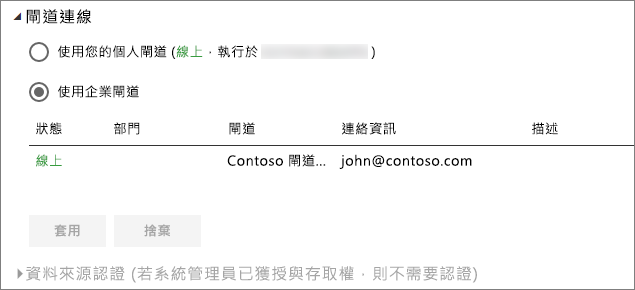 閘道連線
使用您的個人閘道 (線上，執行於 )
使用企業閘道
狀態 部門 閘道 連絡資訊 描述
線上 Contoso 閘道... john@contoso.com
套用 捨棄
資料來源認證 (若系統管理員已獲授與存取權，則不需要認證)